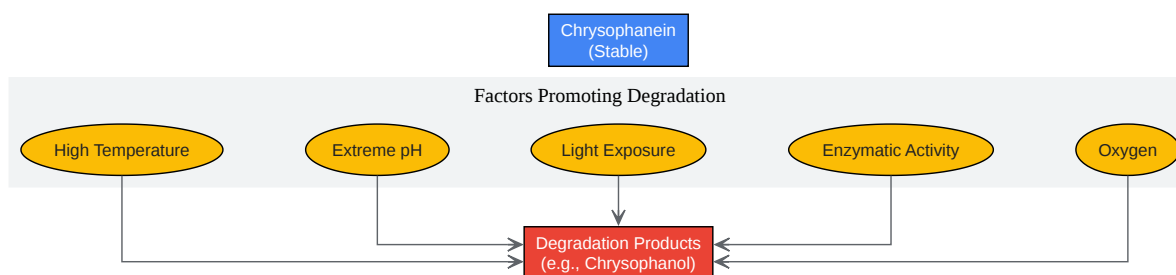 Chrysophanein
(Stable)
Factors Promoting Degradation
High Temperature
Extreme pH
Light Exposure
Enzymatic Activity
Oxygen
Degradation Products
(e.g., Chrysophanol)